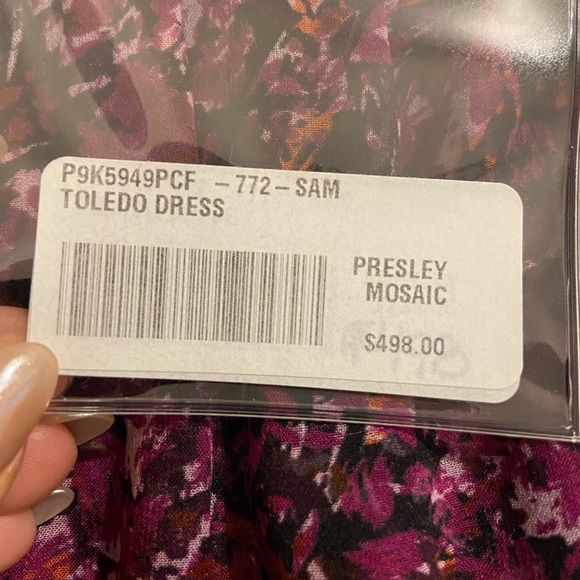 P9K5949PCF - 772 - SAM
TOLEDO DRESS
PRESLEY
MOSAIC
$498.00